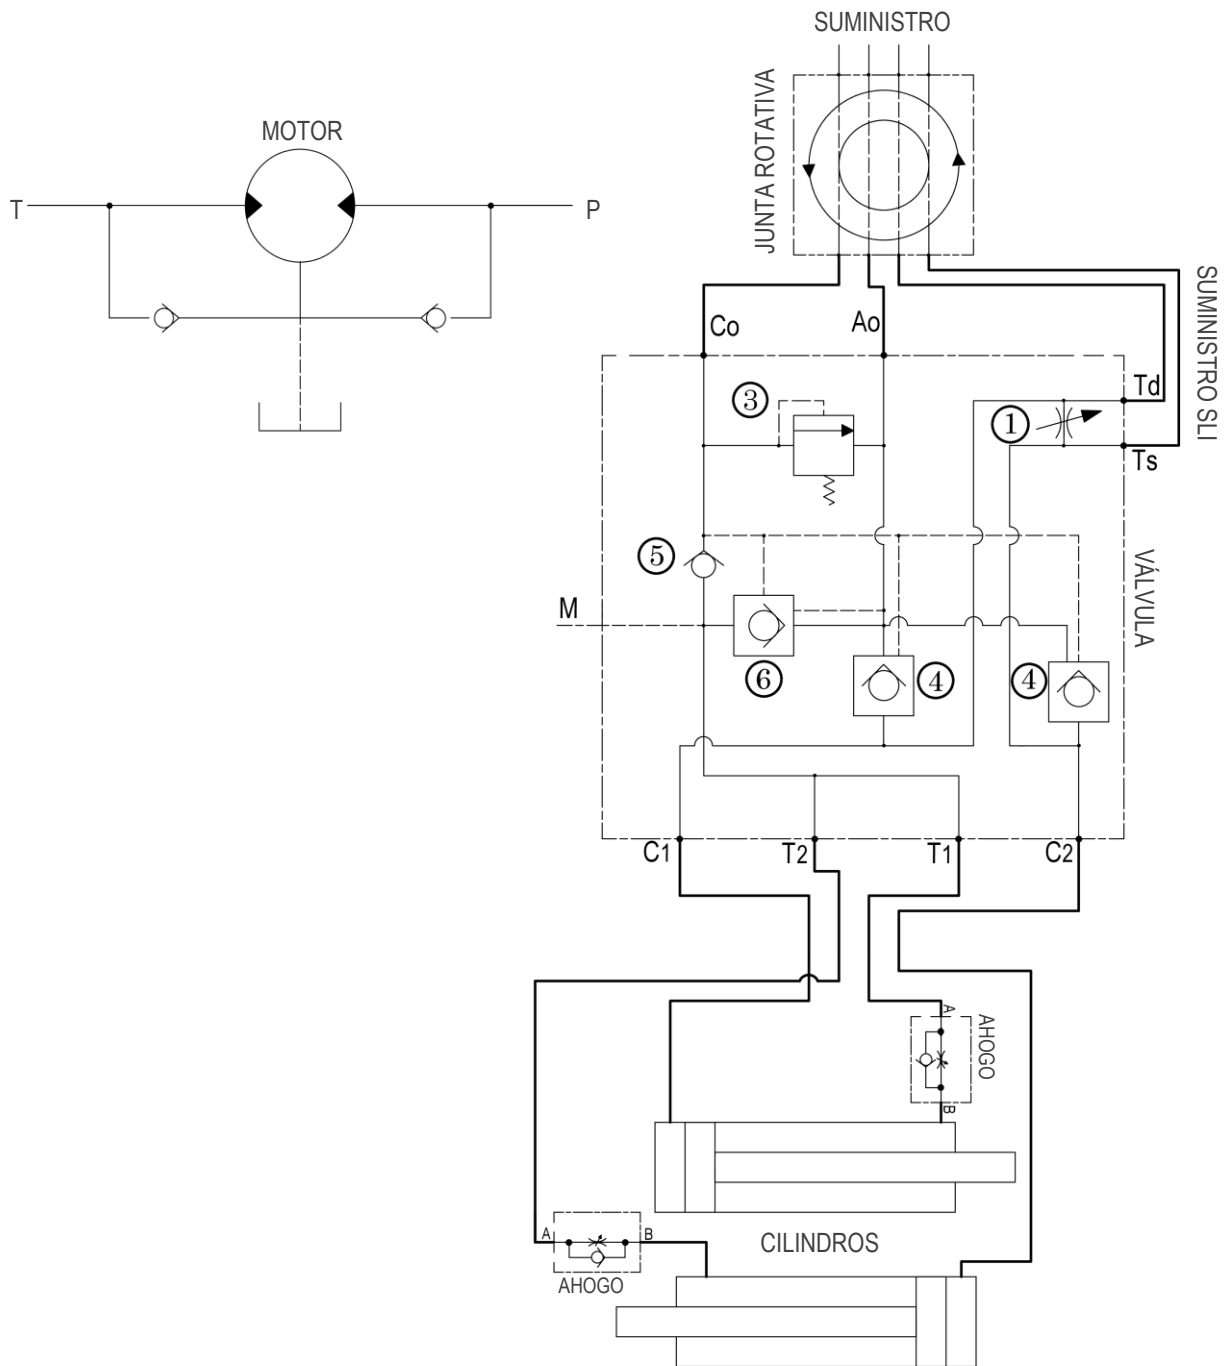 SUMINISTRO
JUNTA ROTATIVA
MOTOR
T
P
SUMINISTRO SLI
Co
Ao
Td
3
1
Ts
5
VÁLVULA
M
6
4
4
C1
T2
T1
C2
A
AHOGO
B
A
B
CILINDROS
AHOGO